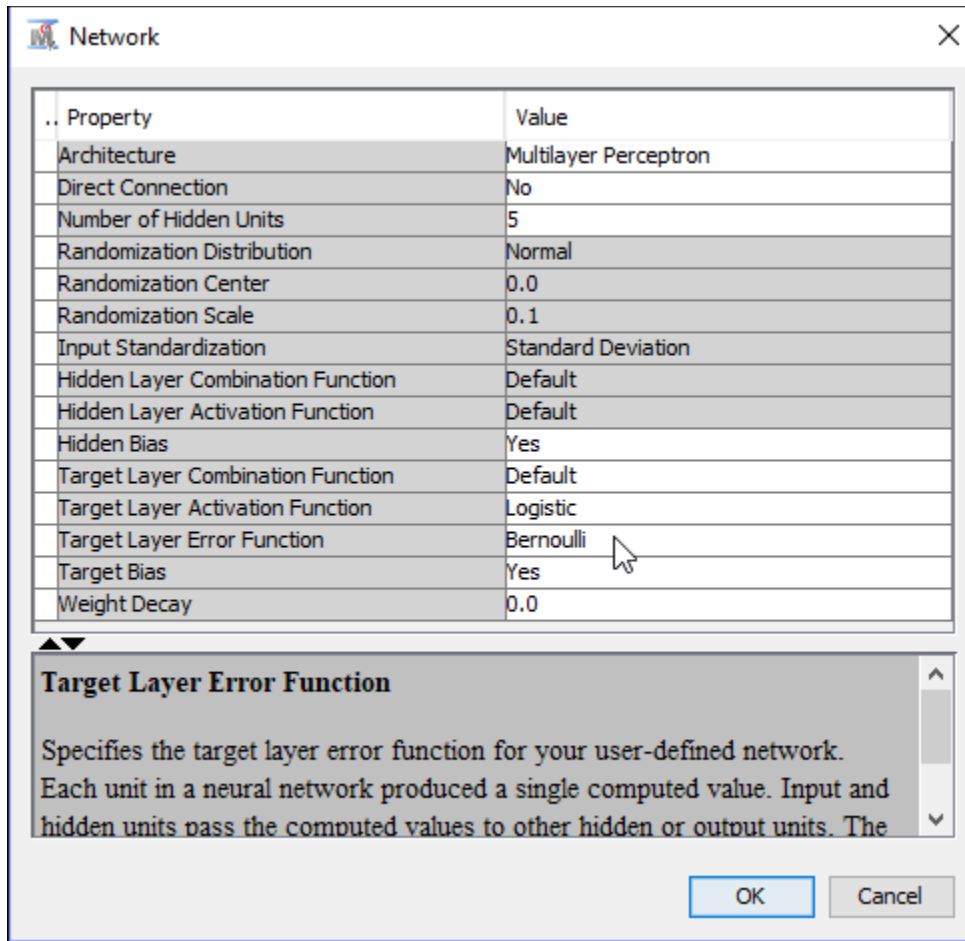 Network
.. Property Value
Architecture Multilayer Perceptron
Direct Connection No
Number of Hidden Units 5
Randomization Distribution Normal
Randomization Center 0.0
Randomization Scale 0.1
Input Standardization Standard Deviation
Hidden Layer Combination Function Default
Hidden Layer Activation Function Default
Hidden Bias Yes
Target Layer Combination Function Default
Target Layer Activation Function Logistic
Target Layer Error Function Bernoulli
Target Bias Yes
Weight Decay 0.0
Target Layer Error Function
Specifies the target layer error function for your user-defined network.
Each unit in a neural network produced a single computed value. Input and
hidden units pass the computed values to other hidden or output units. The
OK Cancel